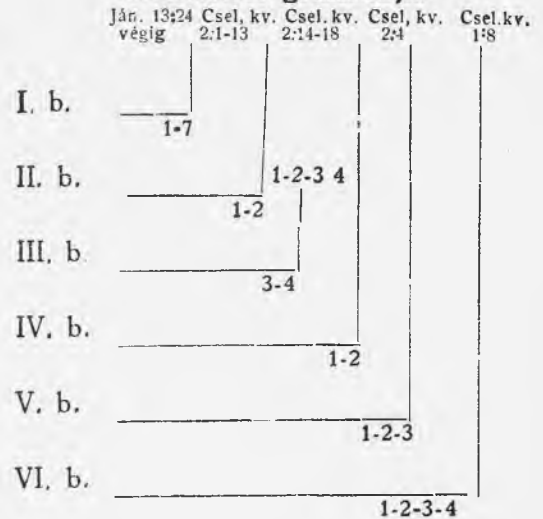 Ján. 13:24 Csel, kv. Csel. kv. Csel, kv. Csel.kv.
végig 2:1-13 2:14-18 2:4 1:8
I. b.
1-7
II. b. 1-2-3 4
1-2
III, b
3-4
IV. b.
1-2
V. b.
1-2-3
VI, b.
1-2-3-4